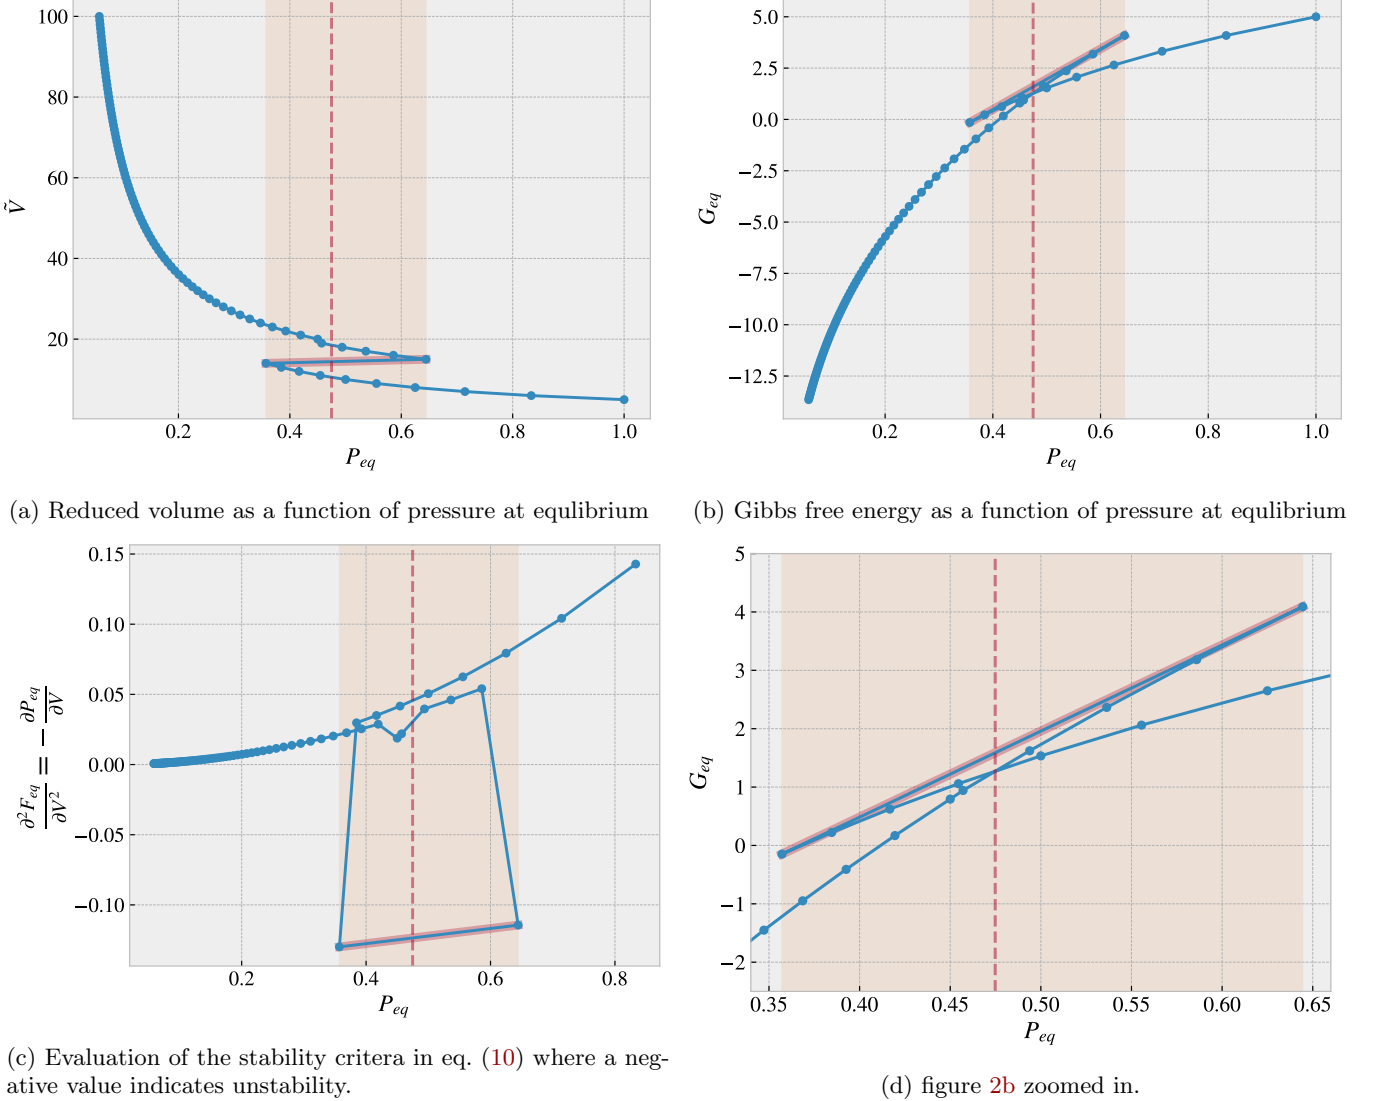 100
80
60
40
20
Ṽ
0.2 0.4 0.6 0.8 1.0
P_eq
(a) Reduced volume as a function of pressure at equlibrium
5.0
2.5
0.0
−2.5
−5.0
−7.5
−10.0
−12.5
G_eq
0.2 0.4 0.6 0.8 1.0
P_eq
(b) Gibbs free energy as a function of pressure at equlibrium
0.15
0.10
0.05
0.00
−0.05
−0.10
∂²F_eq/∂V² = − ∂P_eq/∂V
0.2 0.4 0.6 0.8
P_eq
(c) Evaluation of the stability critera in eq. (10) where a neg-
ative value indicates unstability.
5
4
3
2
1
0
−1
−2
G_eq
0.35 0.40 0.45 0.50 0.55 0.60 0.65
P_eq
(d) figure 2b zoomed in.